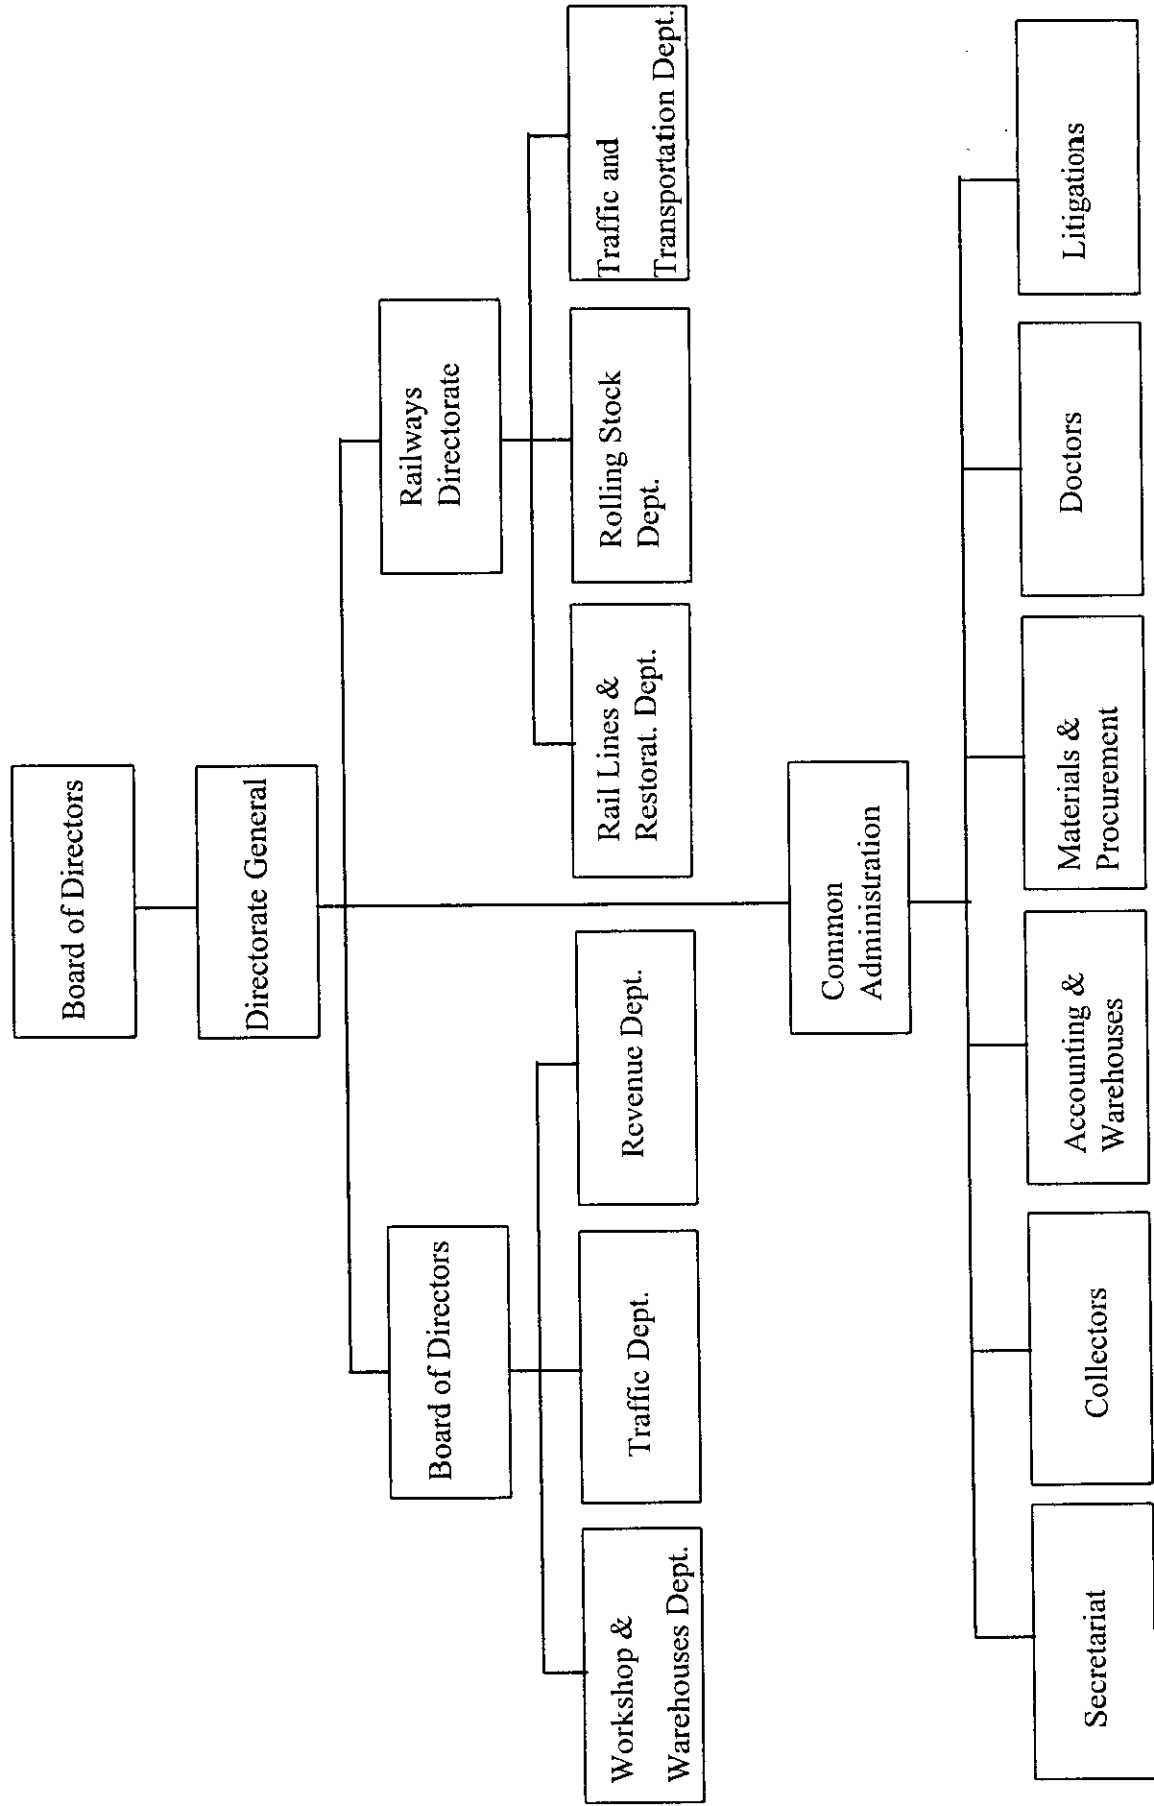 Board of Directors
Directorate General
Board of Directors
Railways
Directorate
Workshop &
Warehouses Dept.
Traffic Dept.
Revenue Dept.
Rail Lines &
Restorat. Dept.
Rolling Stock
Dept.
Traffic and
Transportation Dept.
Common
Administration
Secretariat
Collectors
Accounting &
Warehouses
Materials &
Procurement
Doctors
Litigations